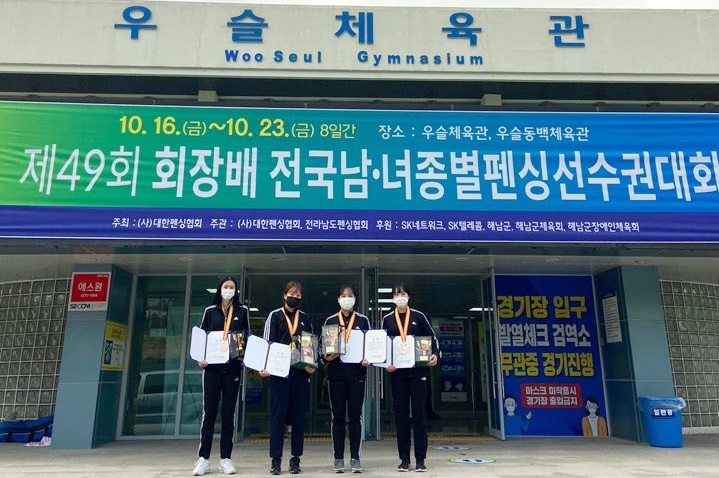 우슬체육관
Woo Seul Gymnasium
10. 16.(금)~10. 23.(금) 8일간 장소 : 우슬체육관, 우슬동백체육관
제49회 회장배 전국남·녀종별펜싱선수권대회
주최 : (사)대한펜싱협회 주관 : (사)대한펜싱협회, 전라남도펜싱협회 후원 : SK네트워크, SK텔레콤, 해남군, 해남군체육회, 해남군장애인체육회
에스원
SECOM
경기장 입구
발열체크 검역소
무관중 경기진행
마스크 미착용시
경기장 출입금지
일반용